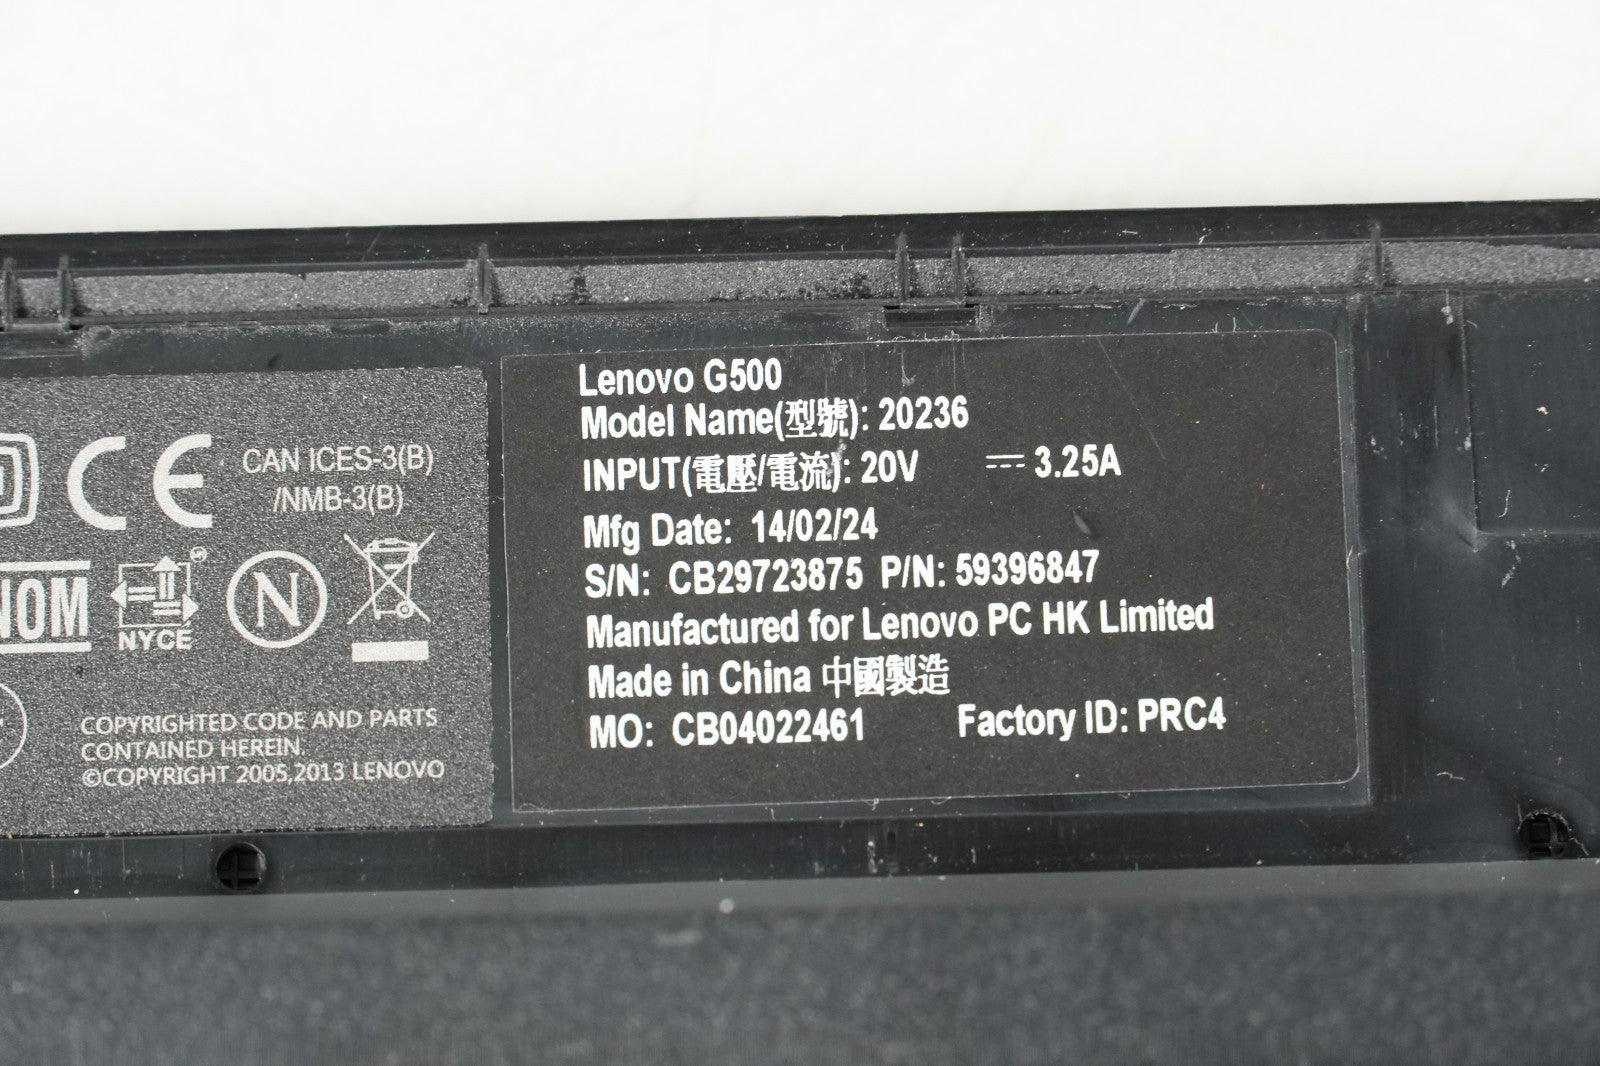 Lenovo G500
Model Name(型號): 20236
INPUT(電壓/電流): 20V ⎓ 3.25A
Mfg Date: 14/02/24
S/N: CB29723875 P/N: 59396847
Manufactured for Lenovo PC HK Limited
Made in China 中國製造
MO: CB04022461 Factory ID: PRC4
CE
CAN ICES-3(B)
/NMB-3(B)
NOM
NYCE
N
COPYRIGHTED CODE AND PARTS
CONTAINED HEREIN.
©COPYRIGHT 2005,2013 LENOVO